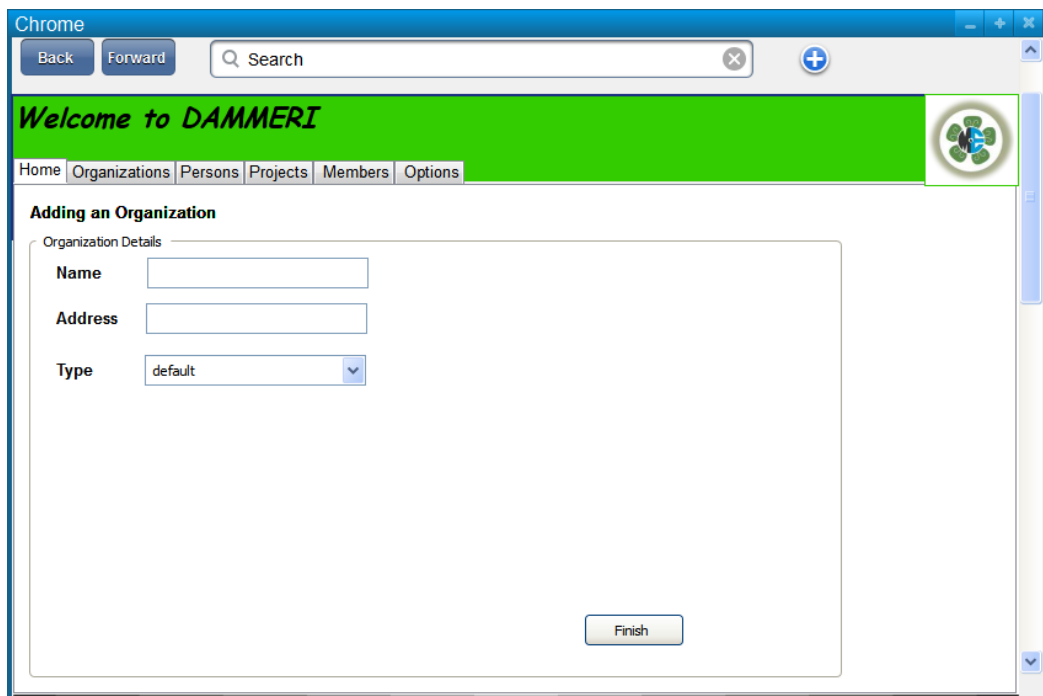 Chrome
Back Forward Search
Welcome to DAMMERI
Home Organizations Persons Projects Members Options
Adding an Organization
Organization Details
Name
Address
Type default
Finish